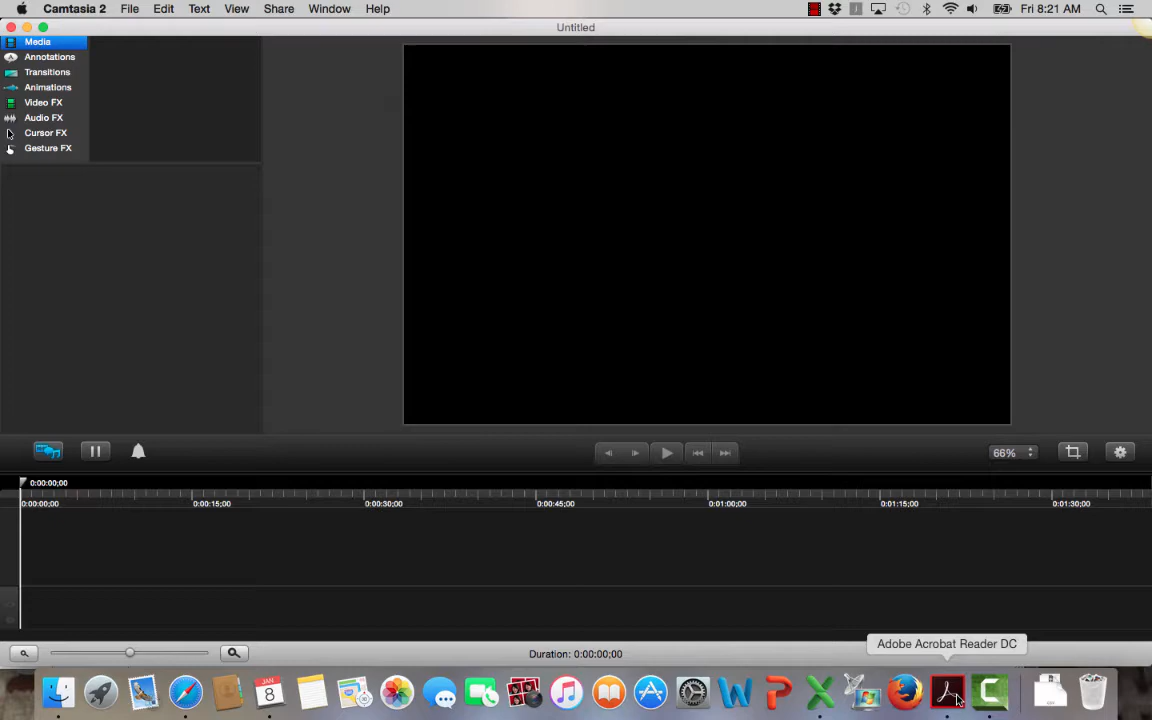 Camtasia 2 File Edit Text View Share Window Help Fri 8:21 AM
Untitled
Media
Annotations
Transitions
Animations
Video FX
Audio FX
Cursor FX
Gesture FX
66%
0:00:00;00
0:00:00;00 0:00:15;00 0:00:30;00 0:00:45;00 0:01:00;00 0:01:15;00 0:01:30;00
Adobe Acrobat Reader DC
Duration: 0:00:00;00
JAN
8